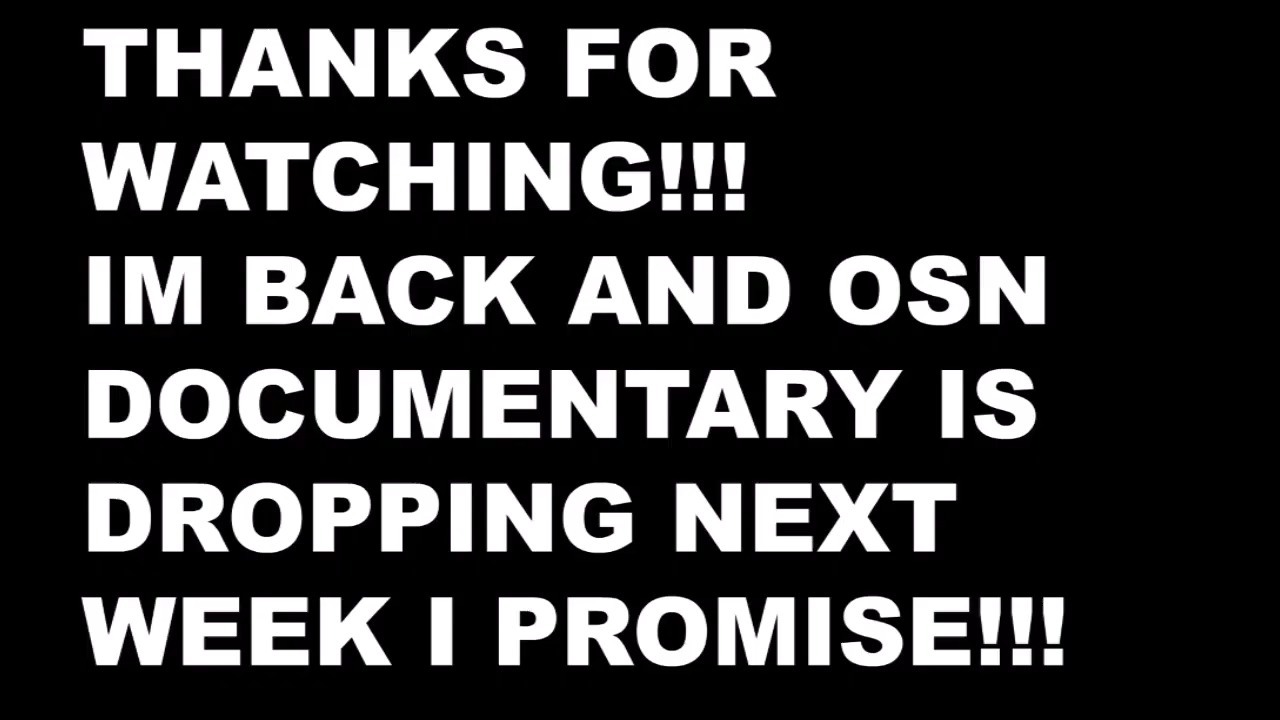 THANKS FOR
WATCHING!!!
IM BACK AND OSN
DOCUMENTARY IS
DROPPING NEXT
WEEK I PROMISE!!!